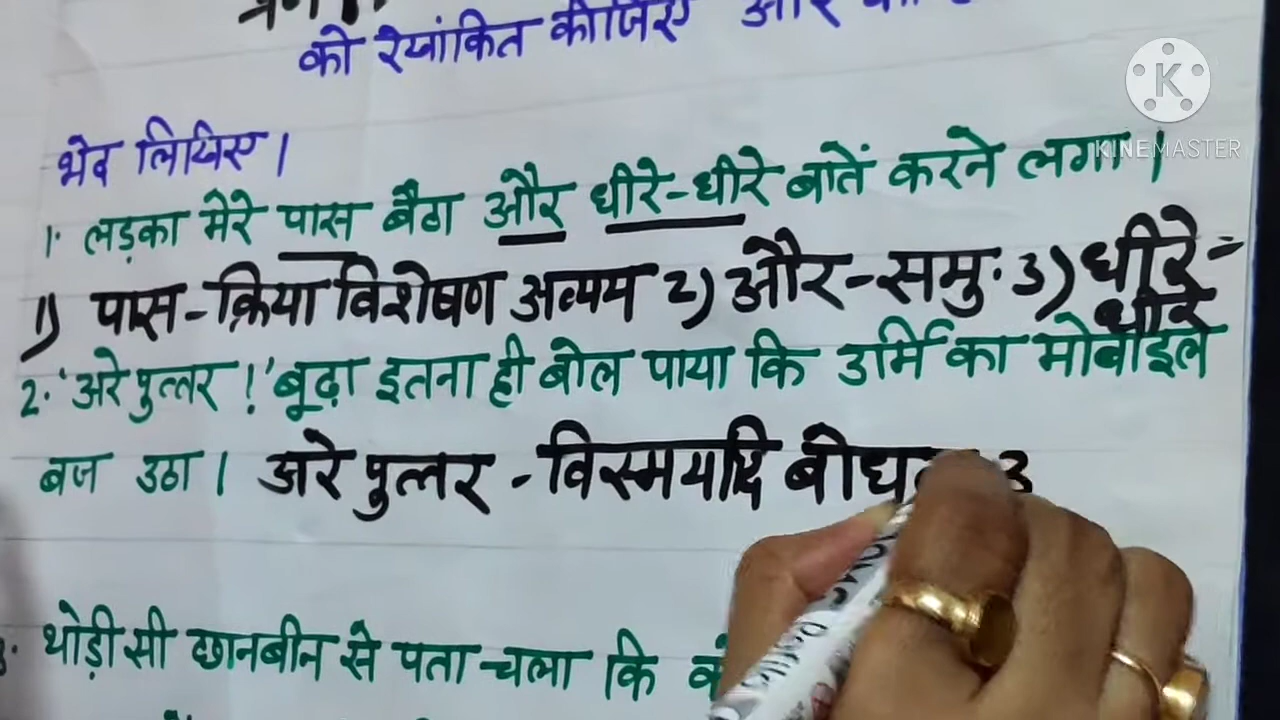 को रेखांकित कीजिए और
भेद लिखिए।
1. लड़का मेरे पास बैठा और धीरे-धीरे बातें करने लगा।
1) पास-क्रिया विशेषण अव्यय 2) और-समु. 3) धीरे-
धीरे
2. 'अरे पुत्तर !' बूढ़ा इतना ही बोल पाया कि उर्मि का मोबाइल
बज उठा। अरे पुत्तर - विस्मयादि बोधक
3. थोड़ी सी छानबीन से पता चला कि
K
KINEMASTER